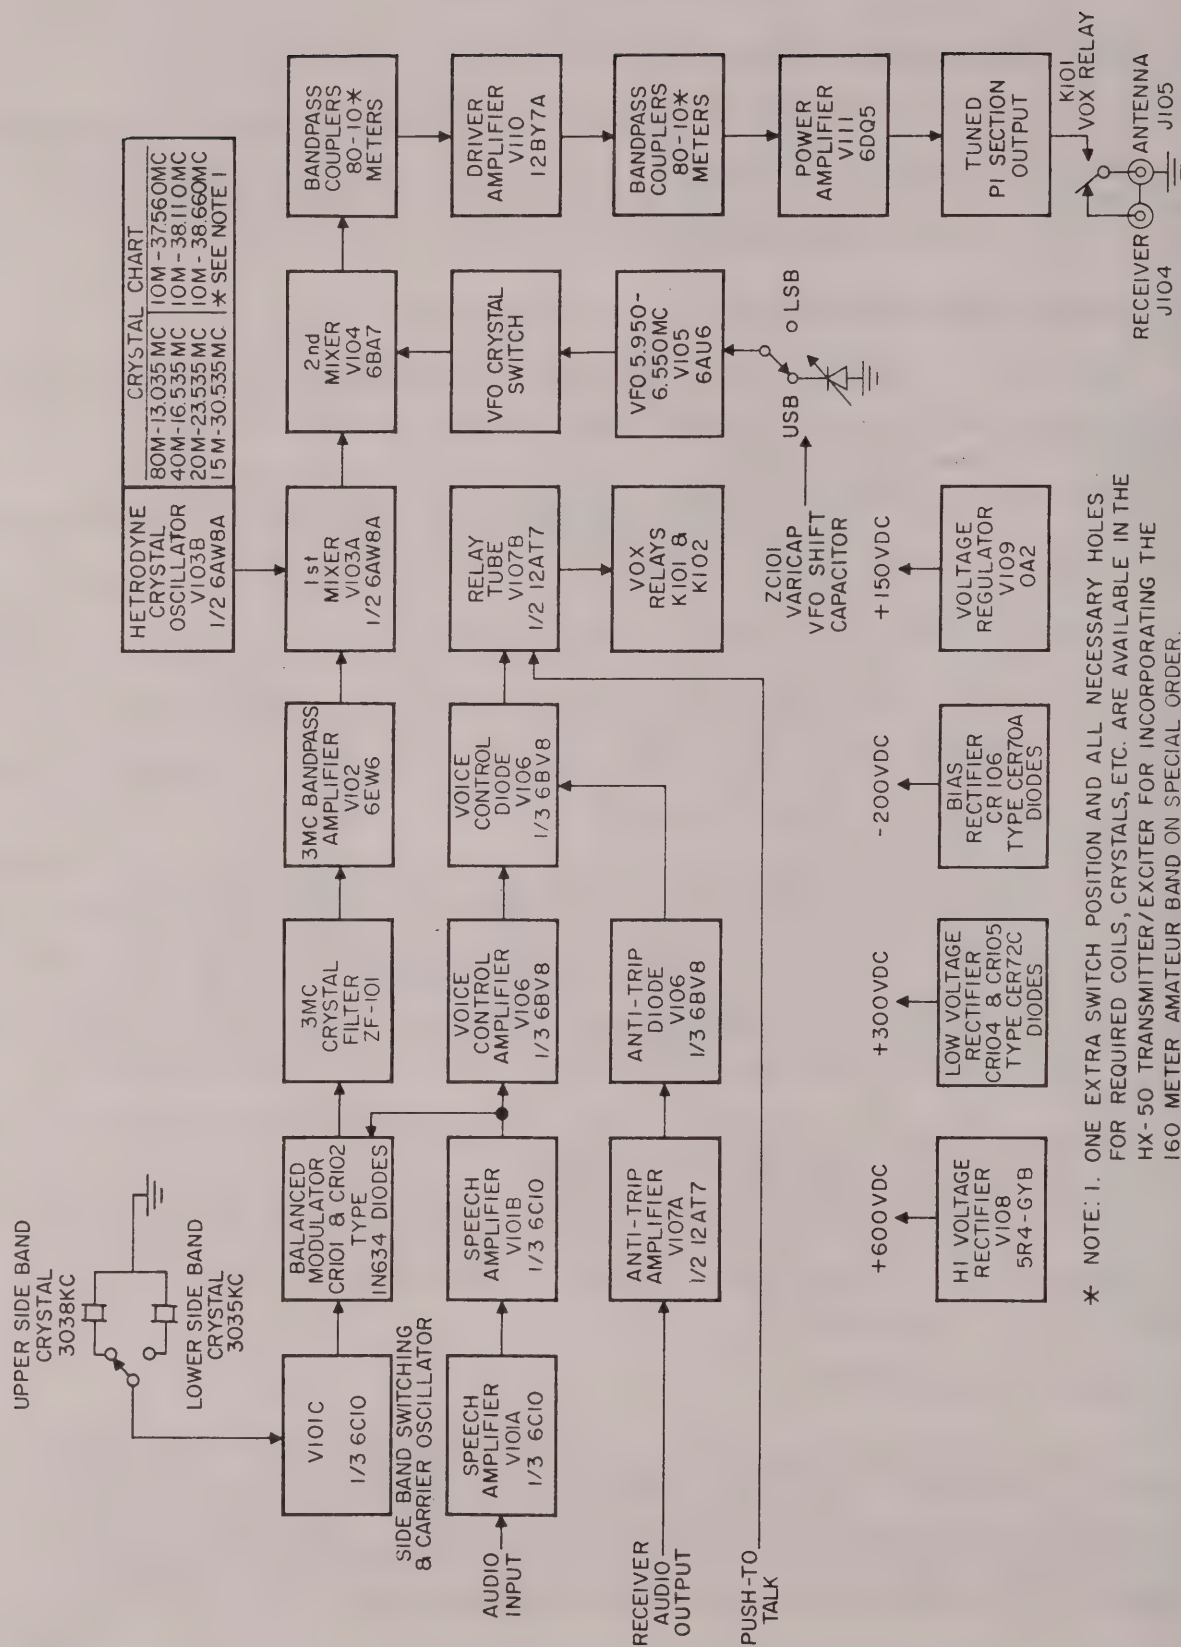 UPPER SIDE BAND
CRYSTAL
3038KC
LOWER SIDE BAND
CRYSTAL
3035KC
V101C
1/3 6C10
SIDE BAND SWITCHING
& CARRIER OSCILLATOR
BALANCED
MODULATOR
CR101 & CR102
TYPE
1N634 DIODES
3MC
CRYSTAL
FILTER
ZF-101
3MC BANDPASS
AMPLIFIER
V102
6EW6
HETRODYNE
CRYSTAL
OSCILLATOR
V103B
1/2 6AW8A
CRYSTAL CHART
80M-13.035 MC 10M-37.560MC
40M-16.535 MC 10M-38.110MC
20M-23.535 MC 10M-38.660MC
15M-30.535MC * SEE NOTE 1
1st
MIXER
V103A
1/2 6AW8A
2nd
MIXER
V104
6BA7
BANDPASS
COUPLERS
80-10*
METERS
AUDIO
INPUT
SPEECH
AMPLIFIER
V101A
1/3 6C10
SPEECH
AMPLIFIER
V101B
1/3 6C10
VOICE
CONTROL
AMPLIFIER
V106
1/3 6BV8
VOICE
CONTROL
DIODE
V106
1/3 6BV8
RELAY
TUBE
V107B
1/2 12AT7
VFO CRYSTAL
SWITCH
DRIVER
AMPLIFIER
V110
12BY7A
RECEIVER
AUDIO
OUTPUT
ANTI-TRIP
AMPLIFIER
V107A
1/2 12AT7
ANTI-TRIP
DIODE
V106
1/3 6BV8
VOX
RELAYS
K101 &
K102
VFO 5.950-
6.550MC
V105
6AU6
BANDPASS
COUPLERS
80-10*
METERS
PUSH-TO
TALK
ZC101
VARICAP
VFO SHIFT
CAPACITOR
USB
LSB
POWER
AMPLIFIER
V111
6DQ5
+600VDC
HI VOLTAGE
RECTIFIER
V108
5R4-GYB
+300VDC
LOW VOLTAGE
RECTIFIER
CR104 & CR105
TYPE CER72C
DIODES
-200VDC
BIAS
RECTIFIER
CR 106
TYPE CER70A
DIODES
+150VDC
VOLTAGE
REGULATOR
V109
OA2
TUNED
PI SECTION
OUTPUT
K101
VOX RELAY
RECEIVER
J104
ANTENNA
J105
* NOTE: 1. ONE EXTRA SWITCH POSITION AND ALL NECESSARY HOLES
FOR REQUIRED COILS, CRYSTALS, ETC. ARE AVAILABLE IN THE
HX-50 TRANSMITTER/EXCITER FOR INCORPORATING THE
160 METER AMATEUR BAND ON SPECIAL ORDER.